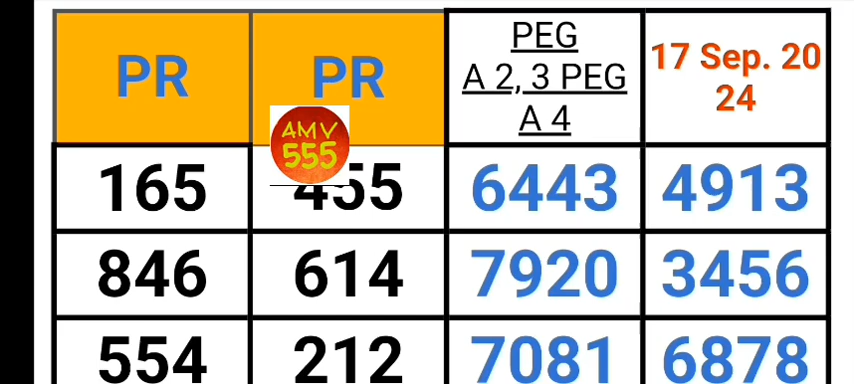 PR PR PEG
A 2, 3 PEG
A 4
17 Sep. 20
24
AMV
555
165 455 6443 4913
846 614 7920 3456
554 212 7081 6878